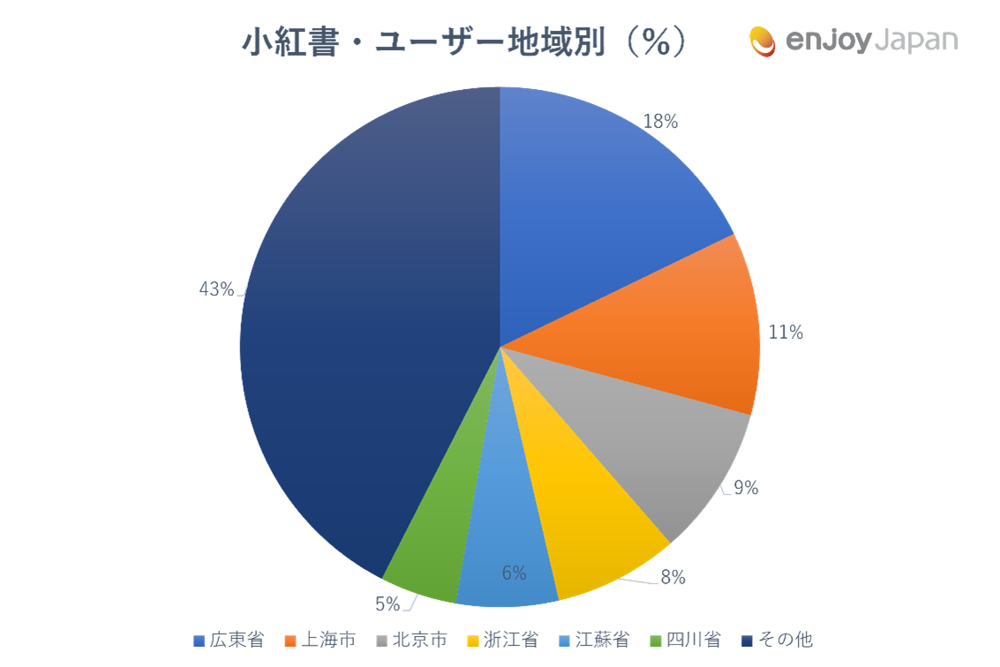 小紅書・ユーザー地域別（%）
enjoyJapan
18%
11%
9%
8%
6%
5%
43%
広東省 上海市 北京市 浙江省 江蘇省 四川省 その他